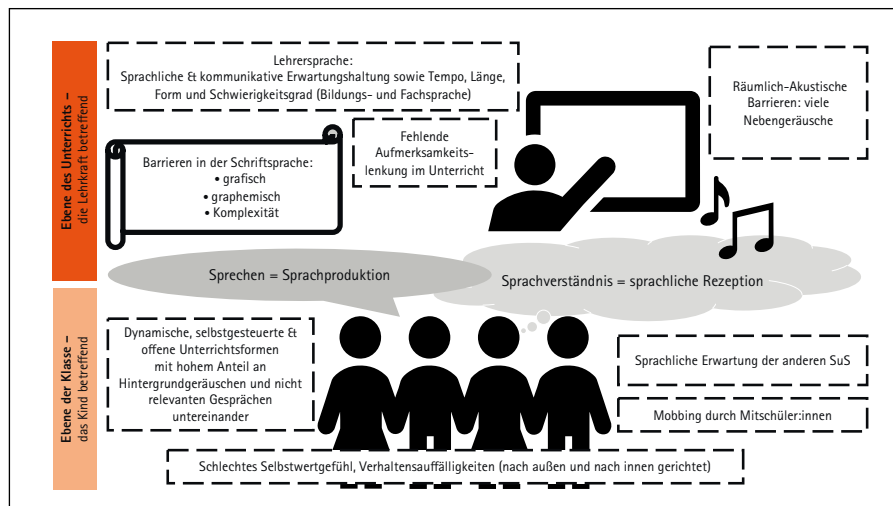 Ebene des Unterrichts –
die Lehrkraft betreffend
Lehrersprache:
Sprachliche & kommunikative Erwartungshaltung sowie Tempo, Länge,
Form und Schwierigkeitsgrad (Bildungs- und Fachsprache)
Räumlich-Akustische
Barrieren: viele
Nebengeräusche
Fehlende
Aufmerksamkeits-
lenkung im Unterricht
Barrieren in der Schriftsprache:
• grafisch
• graphemisch
• Komplexität
Sprechen = Sprachproduktion
Sprachverständnis = sprachliche Rezeption
Ebene der Klasse –
das Kind betreffend
Dynamische, selbstgesteuerte &
offene Unterrichtsformen
mit hohem Anteil an
Hintergrundgeräuschen und nicht
relevanten Gesprächen
untereinander
Sprachliche Erwartung der anderen SuS
Mobbing durch Mitschüler:innen
Schlechtes Selbstwertgefühl, Verhaltensauffälligkeiten (nach außen und nach innen gerichtet)